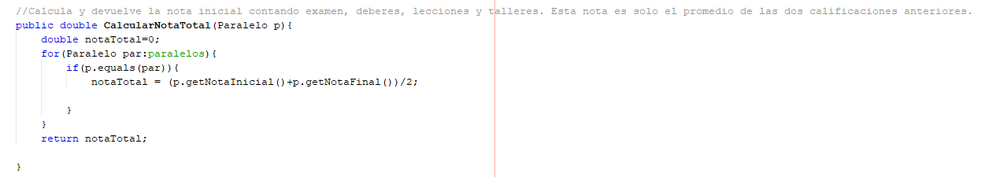 //Calcula y devuelve la nota inicial contando examen, deberes, lecciones y talleres. Esta nota es solo el promedio de las dos calificaciones anteriores.
public double CalcularNotaTotal(Paralelo p){
    double notaTotal=0;
    for(Paralelo par:paralelos){
        if(p.equals(par)){
            notaTotal = (p.getNotaInicial()+p.getNotaFinal())/2;
        }
    }
    return notaTotal;
}